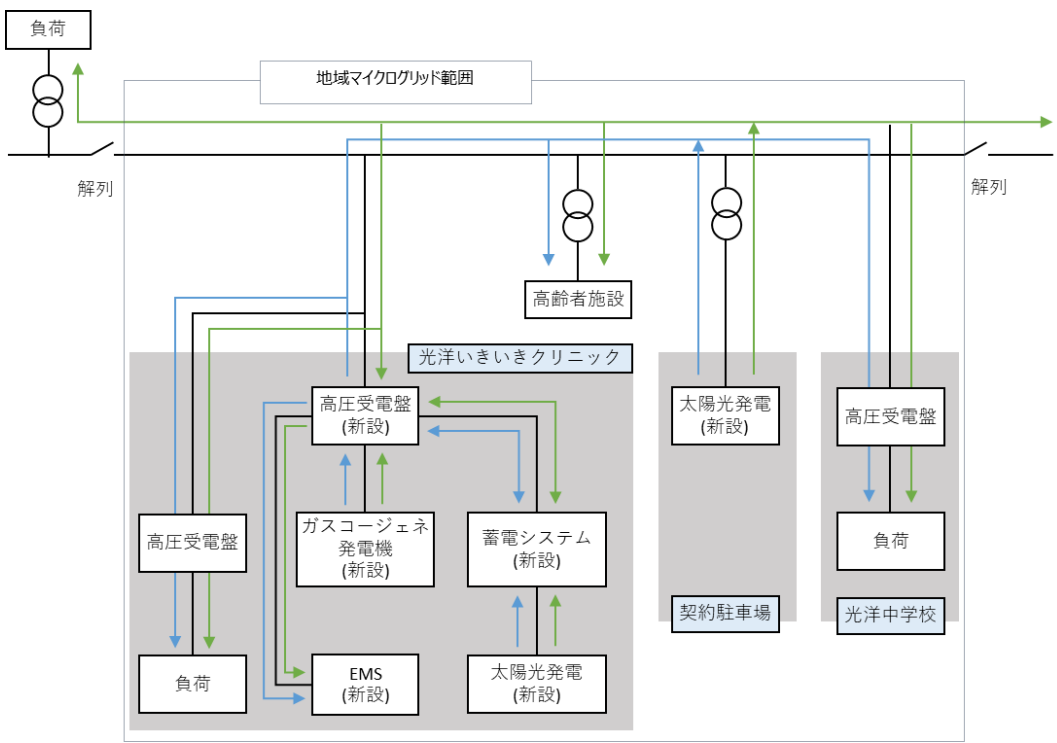 負荷
地域マイクログリッド範囲
解列
解列
高齢者施設
光洋いきいきクリニック
高圧受電盤
(新設)
太陽光発電
(新設)
高圧受電盤
高圧受電盤
ガスコージェネ
発電機
(新設)
蓄電システム
(新設)
負荷
契約駐車場
光洋中学校
負荷
EMS
(新設)
太陽光発電
(新設)